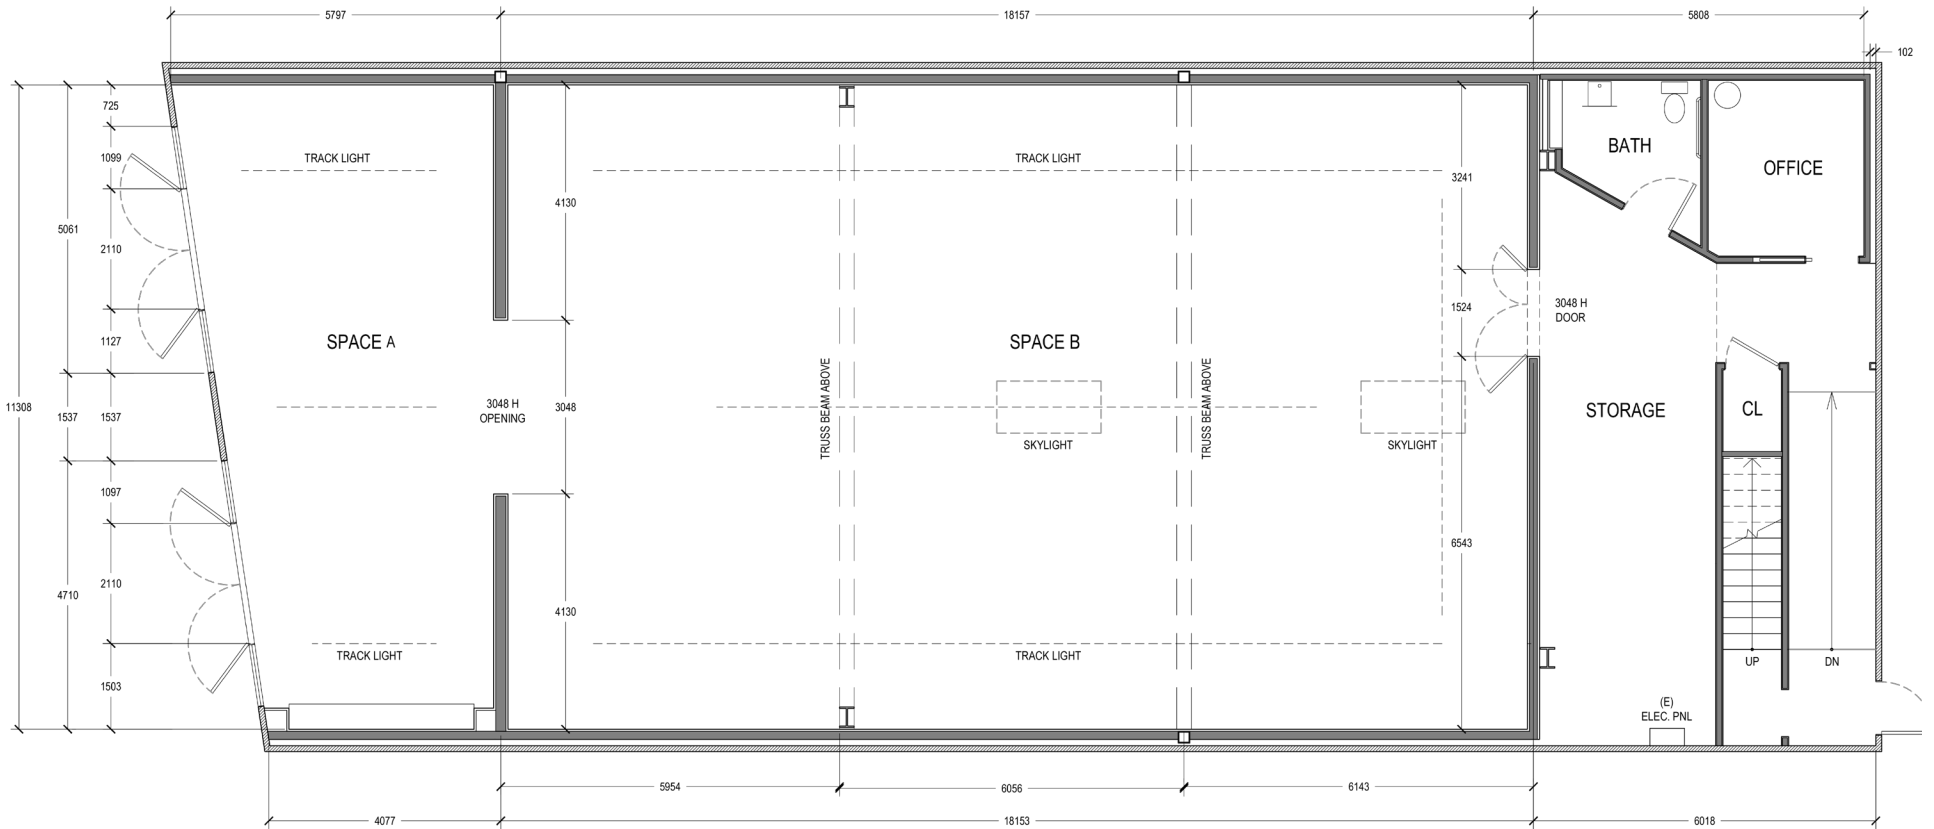 5797
18157
5808
102
725
TRACK LIGHT
TRACK LIGHT
BATH
1099
OFFICE
3241
4130
5061
2110
1524
3048 H
DOOR
1127
SPACE A
SPACE B
11308
1537
1537
3048 H
OPENING
3048
TRUSS BEAM ABOVE
TRUSS BEAM ABOVE
STORAGE
CL
SKYLIGHT
SKYLIGHT
1097
6543
4710
2110
4130
TRACK LIGHT
TRACK LIGHT
UP
DN
1503
(E)
ELEC. PNL
5954
6056
6143
4077
18153
6018